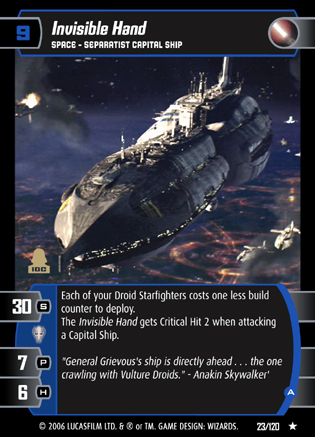 9
Invisible Hand
SPACE - SEPARATIST CAPITAL SHIP
IDC
30 S
Each of your Droid Starfighters costs one less build
counter to deploy.
The Invisible Hand gets Critical Hit 2 when attacking
a Capital Ship.
7 P
"General Grievous's ship is directly ahead . . . the one
crawling with Vulture Droids." - Anakin Skywalker'
6 H
A
© 2006 LUCASFILM LTD. & ® or TM. GAME DESIGN: WIZARDS. 23/120